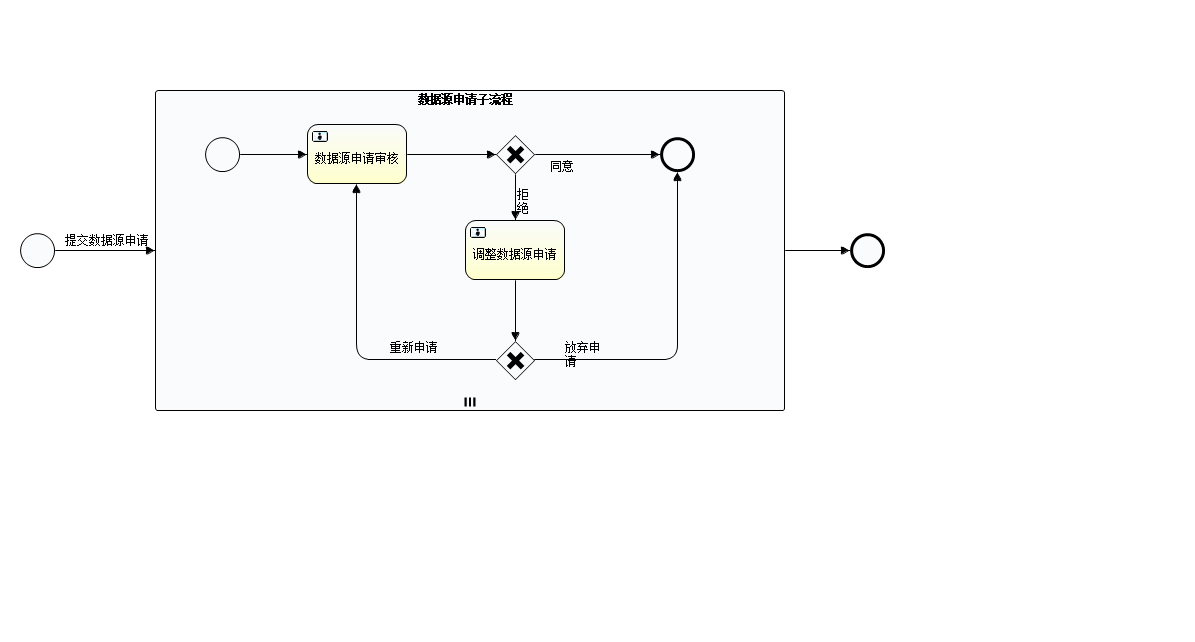 数据源申请子流程
数据源申请审核
同意
拒
绝
提交数据源申请
调整数据源申请
重新申请
放弃申
请